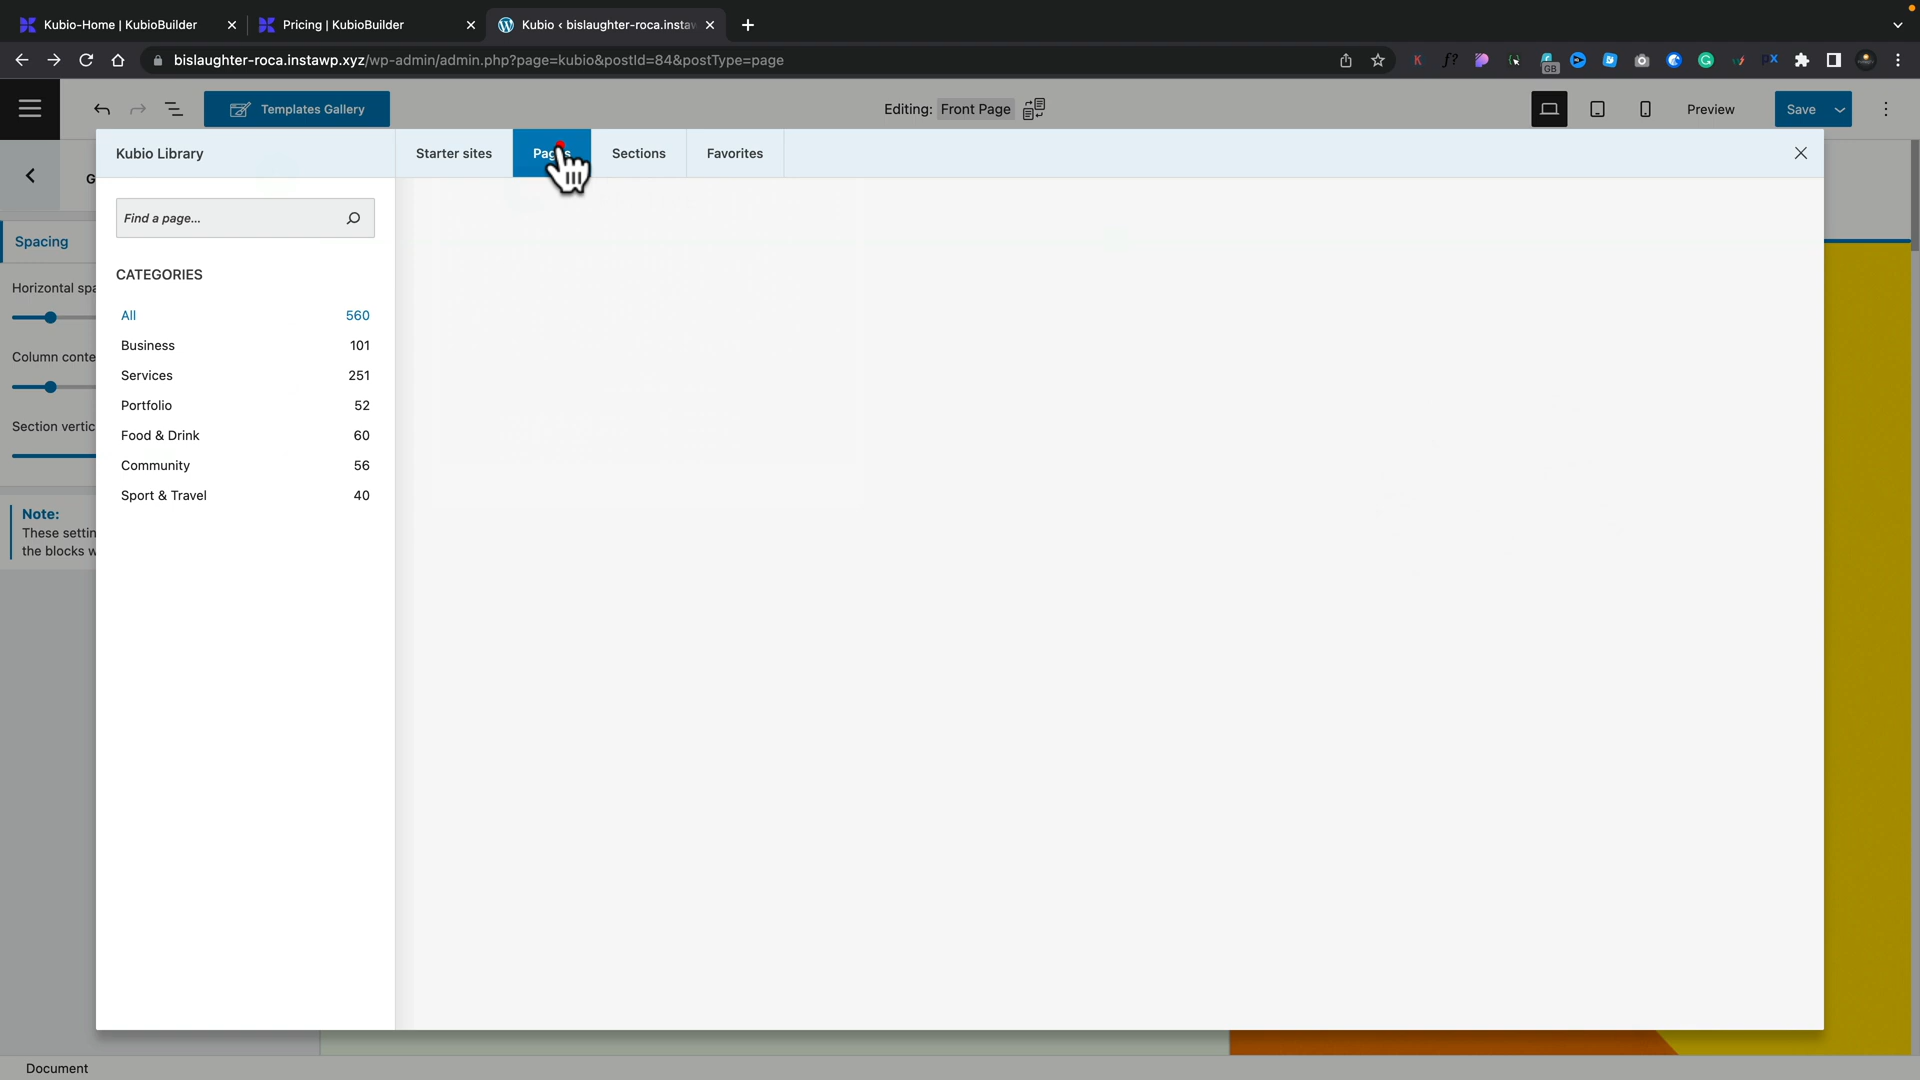 Kubio-Home | KubioBuilder
Pricing | KubioBuilder
Kubio ‹ bislaughter-roca.instaw
bislaughter-roca.instawp.xyz/wp-admin/admin.php?page=kubio&postId=84&postType=page
Templates Gallery
Editing: Front Page
Preview
Save
Kubio Library
Starter sites
Pages
Sections
Favorites
Find a page...
CATEGORIES
All 560
Business 101
Services 251
Portfolio 52
Food & Drink 60
Community 56
Sport & Travel 40
G
Spacing
Horizontal spa
Column conte
Section vertic
Note:
These settin
the blocks w
Document
GB